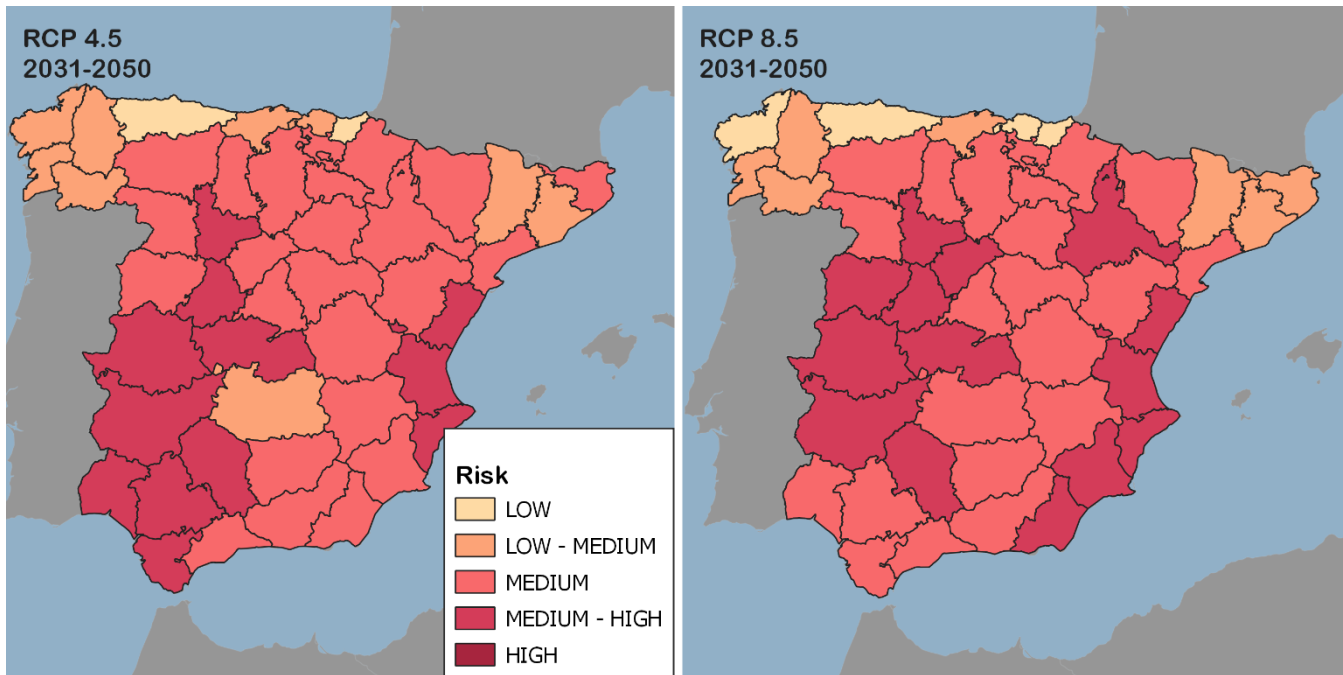 RCP 4.5
2031-2050
RCP 8.5
2031-2050
Risk
LOW
LOW - MEDIUM
MEDIUM
MEDIUM - HIGH
HIGH